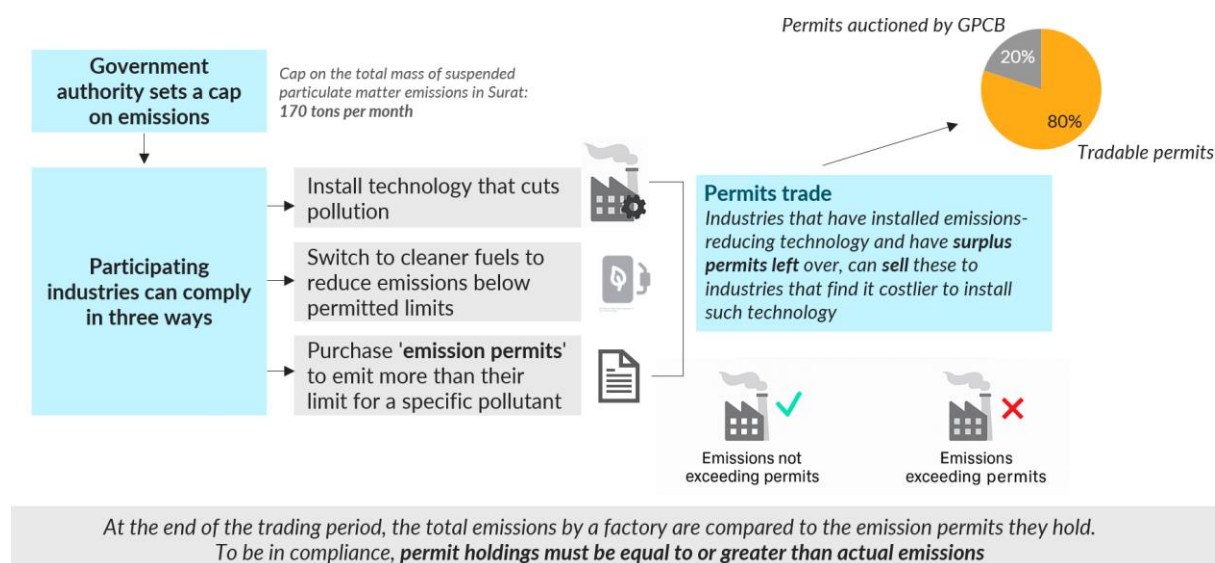 Permits auctioned by GPCB
20%
80%
Tradable permits
Government
authority sets a cap
on emissions
Cap on the total mass of suspended
particulate matter emissions in Surat:
170 tons per month
Participating
industries can comply
in three ways
Install technology that cuts
pollution
Switch to cleaner fuels to
reduce emissions below
permitted limits
Purchase 'emission permits'
to emit more than their
limit for a specific pollutant
Permits trade
Industries that have installed emissions-
reducing technology and have surplus
permits left over, can sell these to
industries that find it costlier to install
such technology
Emissions not
exceeding permits
Emissions
exceeding permits
At the end of the trading period, the total emissions by a factory are compared to the emission permits they hold.
To be in compliance, permit holdings must be equal to or greater than actual emissions